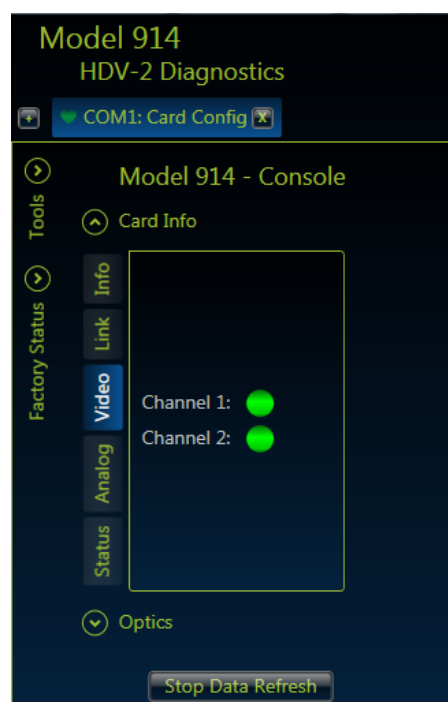 Model 914
HDV-2 Diagnostics
+ COM1: Card Config X
Tools
Factory Status
Model 914 - Console
Card Info
Info
Link
Video
Analog
Status
Channel 1:
Channel 2:
Optics
Stop Data Refresh